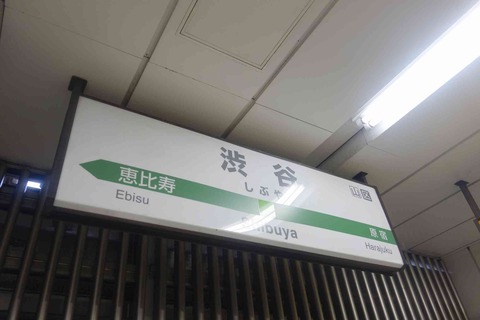 渋谷
しぶや
恵比寿
Ebisu
Shibuya
原宿
Harajuku